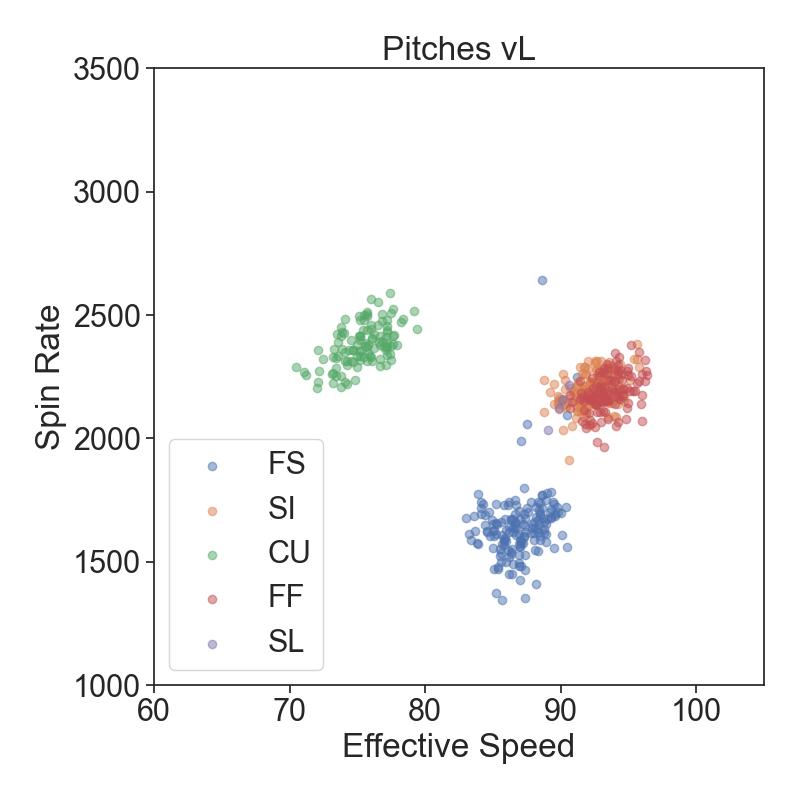 Pitches vL
3500
3000
2500
2000
1500
1000
Spin Rate
FS
SI
CU
FF
SL
60 70 80 90 100
Effective Speed